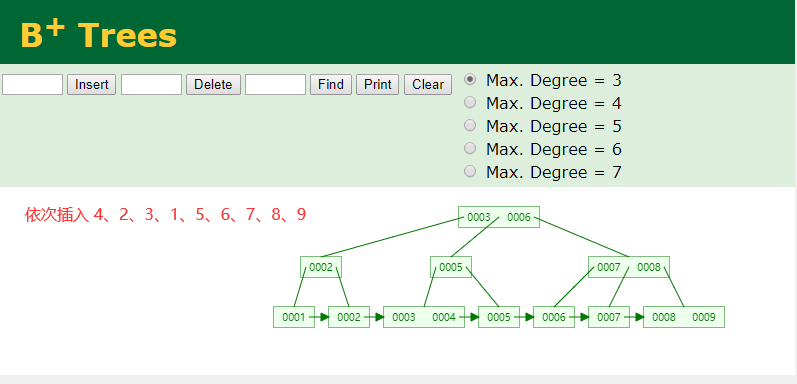 B+ Trees
Insert Delete Find Print Clear
Max. Degree = 3
Max. Degree = 4
Max. Degree = 5
Max. Degree = 6
Max. Degree = 7
依次插入 4、2、3、1、5、6、7、8、9
0003 0006
0002 0005 0007 0008
0001 0002 0003 0004 0005 0006 0007 0008 0009